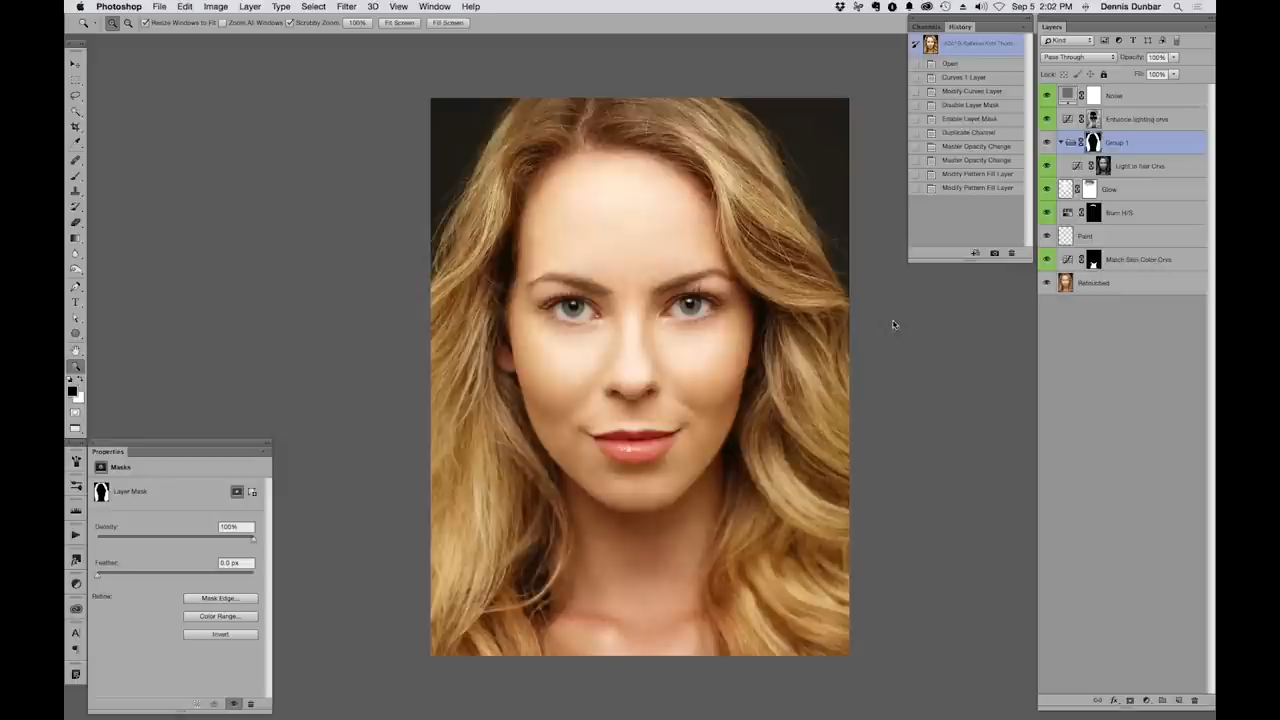 Photoshop File Edit Image Layer Type Select Filter 3D View Window Help
Sep 5 2:02 PM Dennis Dunbar
Resize Windows to Fit Zoom All Windows Scrubby Zoom 100% Fit Screen Fill Screen
Channels History
Open
Curves 1 Layer
Modify Curves Layer
Disable Layer Mask
Enable Layer Mask
Duplicate Channel
Master Opacity Change
Master Opacity Change
Modify Pattern Fill Layer
Modify Pattern Fill Layer
Layers
Kind
Pass Through Opacity: 100%
Lock: Fill: 100%
Noise
Enhance lighting crvs
Group 1
Light in hair Crvs
Glow
Burn H/S
Paint
Match Skin Color Crvs
Retouched
Properties
Masks
Layer Mask
Density: 100%
Feather: 0.0 px
Refine: Mask Edge...
Color Range...
Invert